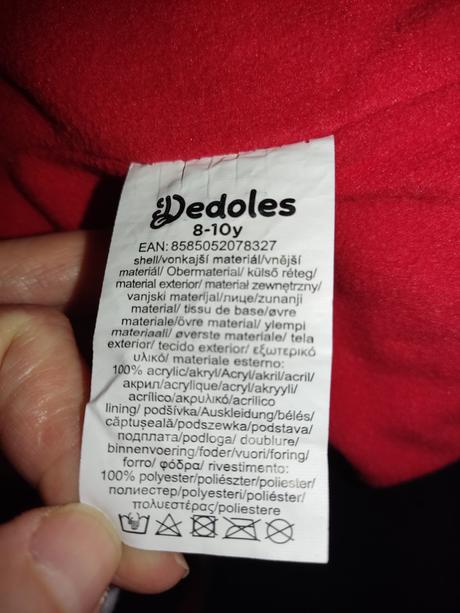 Dedoles
8-10y
EAN: 8585052078327
shell/vonkajší materiál/vnější
materiál/ Obermaterial/ külső réteg/
material exterior/ materiał zewnętrzny/
vanjski materijal/лице/zunanji
material/ tissu de base/øvre
materiale/övre material/ ylempi
materiaali/ øverste materiale/ tela
exterior/ tecido exterior/ εξωτερικό
υλικό/ materiale esterno:
100% acrylic/akryl/Acryl/akril/acril/
акрил/acrylique/acryl/akryyli/
acrílico/ακρυλικό/acrilico
lining/ podšívka/Auskleidung/bélés/
căptușeală/podszewka/postava/
подплата/podloga/ doublure/
binnenvoering/foder/vuori/foring/
forro/ φόδρα/ rivestimento:
100% polyester/poliészter/poliester/
полиестер/polyesteri/poliéster/
πολυεστέρας/poliestere